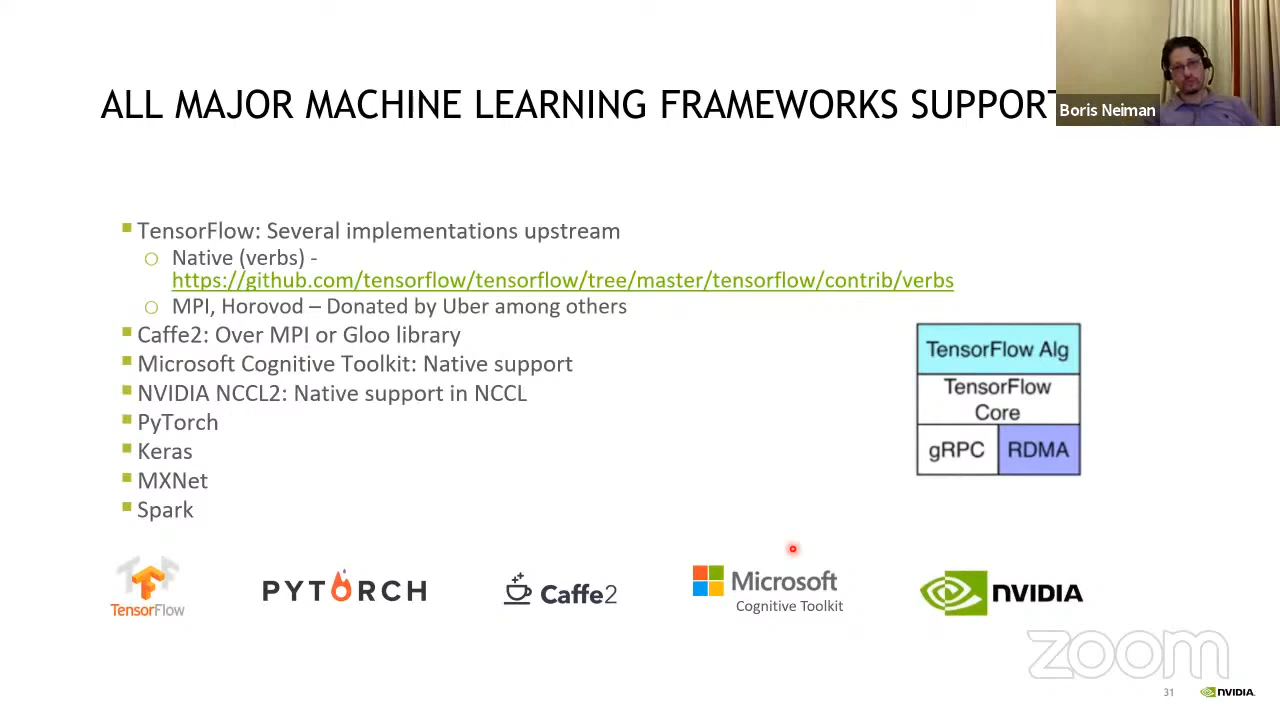 ALL MAJOR MACHINE LEARNING FRAMEWORKS SUPPORT
Boris Neiman
▪ TensorFlow: Several implementations upstream
o Native (verbs) -
https://github.com/tensorflow/tensorflow/tree/master/tensorflow/contrib/verbs
o MPI, Horovod – Donated by Uber among others
▪ Caffe2: Over MPI or Gloo library
▪ Microsoft Cognitive Toolkit: Native support
▪ NVIDIA NCCL2: Native support in NCCL
▪ PyTorch
▪ Keras
▪ MXNet
▪ Spark
TensorFlow Alg
TensorFlow
Core
gRPC RDMA
TensorFlow
PYTORCH
Caffe2
Microsoft
Cognitive Toolkit
NVIDIA
zoom
31 NVIDIA.